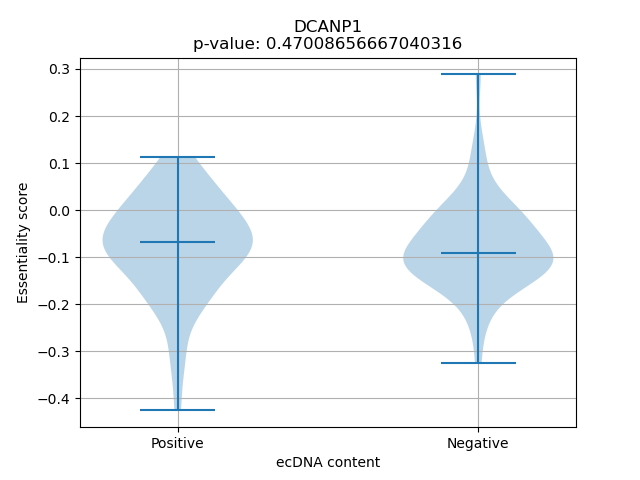 DCANP1
p-value: 0.47008656667040316
0.3
0.2
0.1
0.0
−0.1
−0.2
−0.3
−0.4
Essentiality score
Positive
Negative
ecDNA content